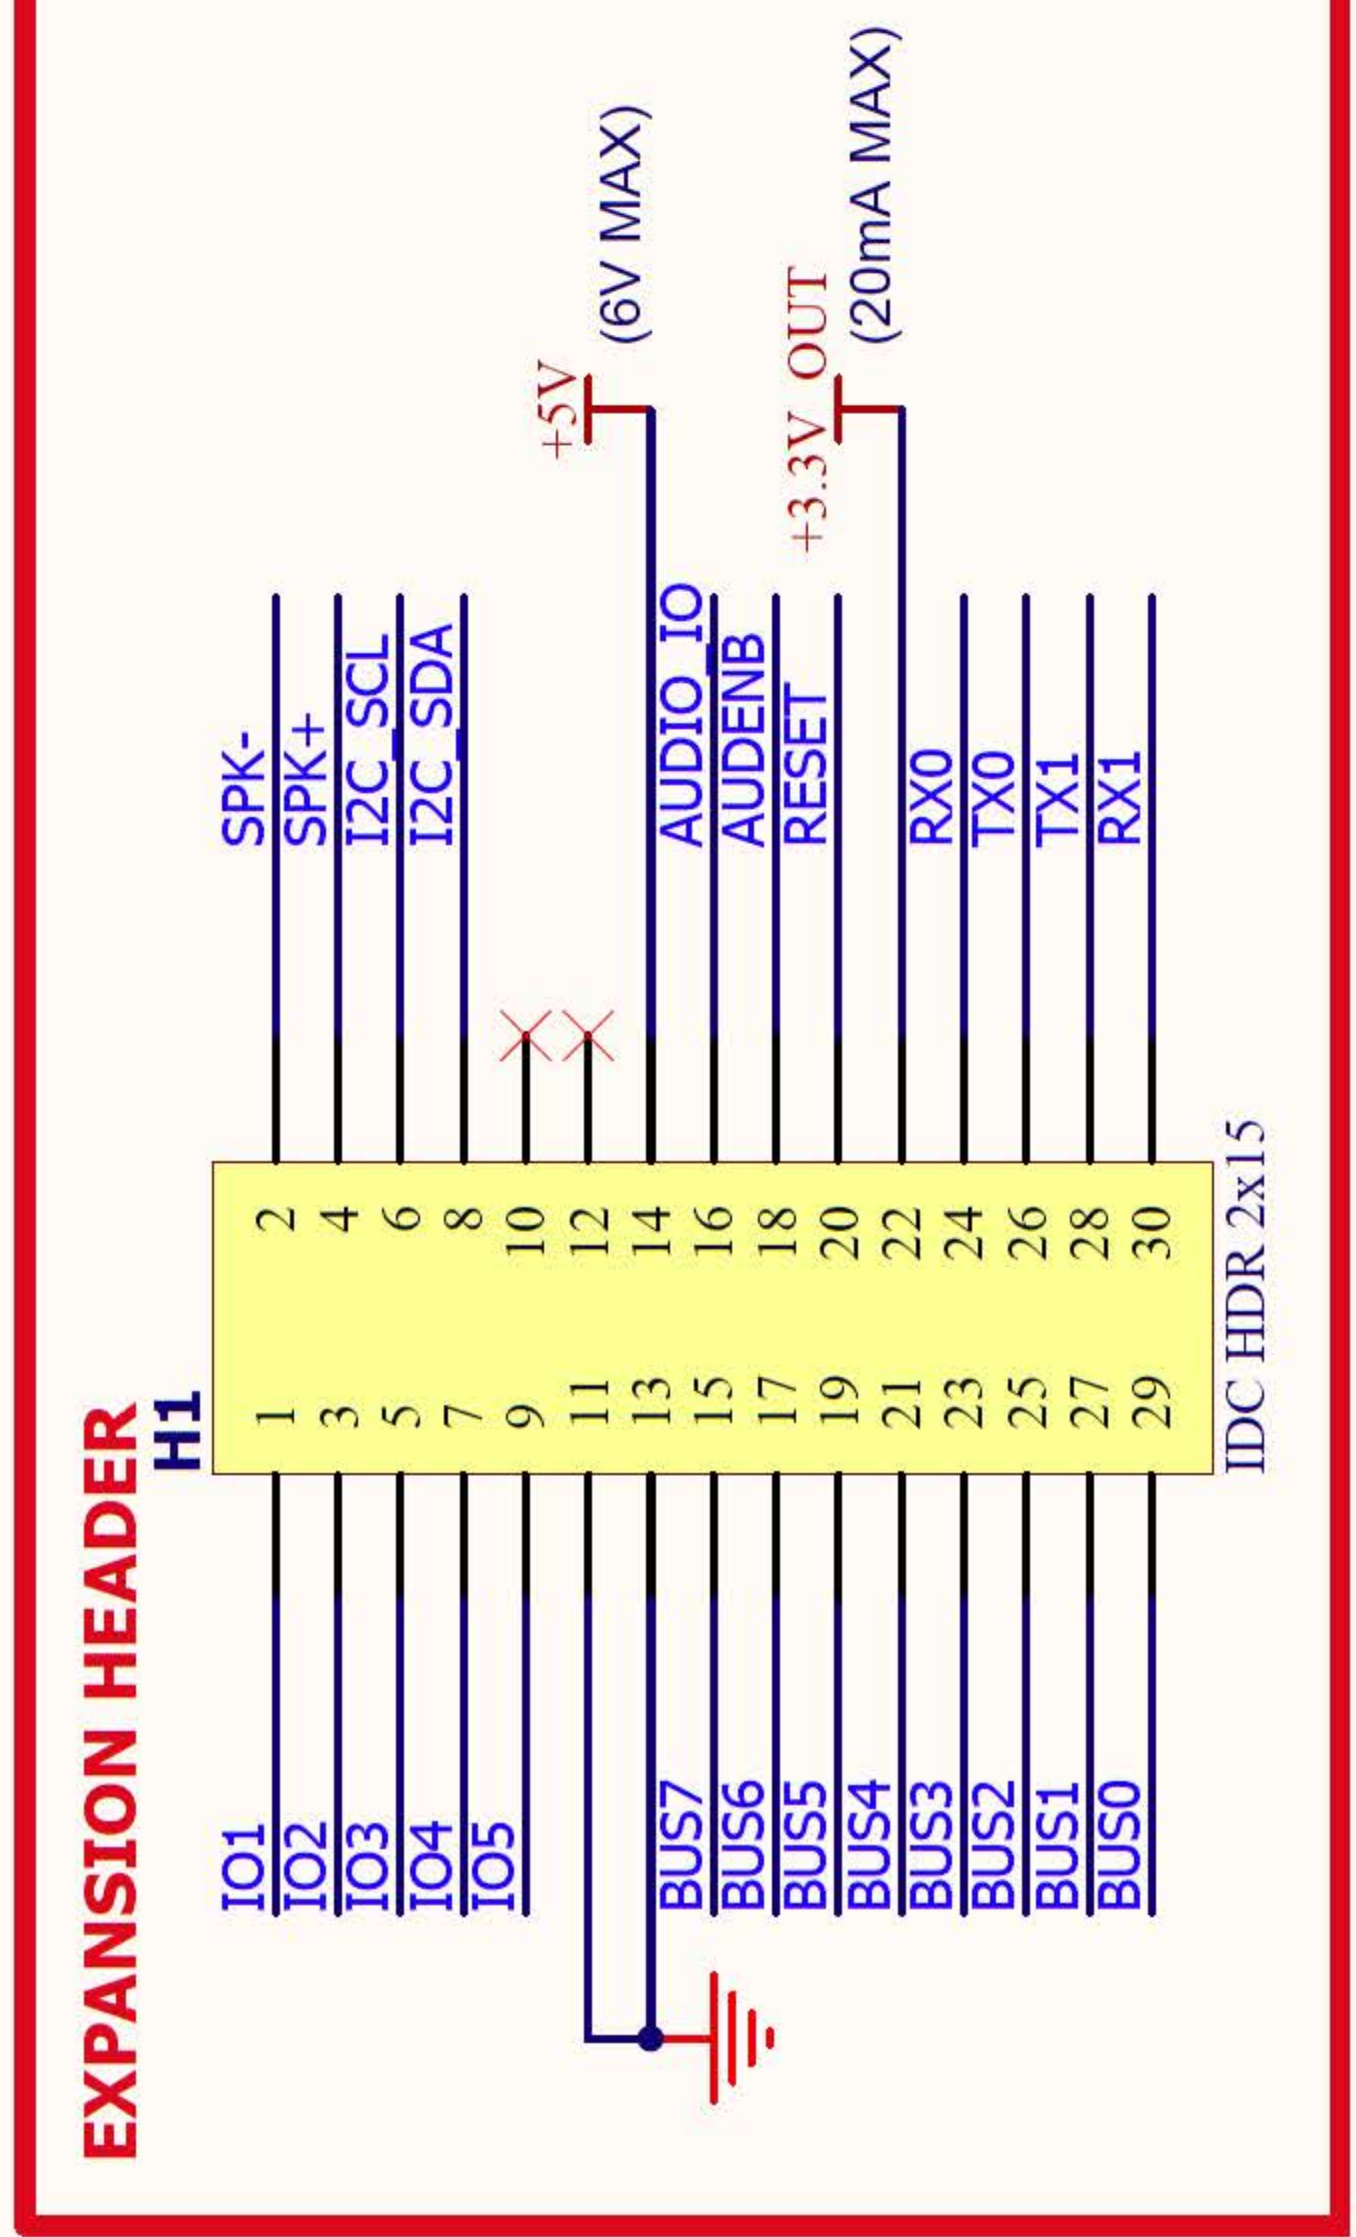 EXPANSION HEADER
H1
IO1 1 2 SPK-
IO2 3 4 SPK+
IO3 5 6 I2C_SCL
IO4 7 8 I2C_SDA
IO5 9 10
+5V
11 12
(6V MAX)
13 14
BUS7 15 16 AUDIO_IO
BUS6 17 18 AUDENB
BUS5 19 20 RESET
+3.3V OUT
(20mA MAX)
BUS4 21 22
BUS3 23 24 RX0
BUS2 25 26 TX0
BUS1 27 28 TX1
BUS0 29 30 RX1
IDC HDR 2x15